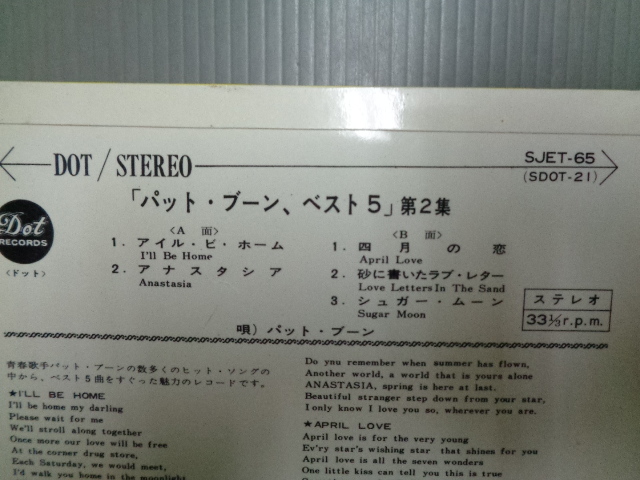 DOT / STEREO
SJET-65
(SDOT-21)
「パット・ブーン、ベスト5」第2集
Dot
RECORDS
〈ドット〉
〈A 面〉
1. アイル・ビ・ホーム
I'll Be Home
2. アナスタシア
Anastasia
〈B 面〉
1. 四月の恋
April Love
2. 砂に書いたラブ・レター
Love Letters In The Sand
3. シュガー・ムーン
Sugar Moon
ステレオ
33⅓r.p.m.
唄) パット・ブーン
青春歌手パット・ブーンの数多くのヒット・ソングの
中から、ベスト5曲をすぐった魅力のレコードです。
★I'LL BE HOME
I'll be home my darling
Please wait for me
We'll stroll along together
Once more our love will be free
At the corner drug store,
Each Saturday, we would meet,
I'd walk you home in the moonlight
Do you remember when summer has flown,
Another world, a world that is yours alone
ANASTASIA, spring is here at last.
Beautiful stranger step down from your star,
I only know I love you so, wherever you are.
★APRIL LOVE
April love is for the very young
Ev'ry star's wishing star that shines for you
April love is all the seven wonders
One little kiss can tell you this is true